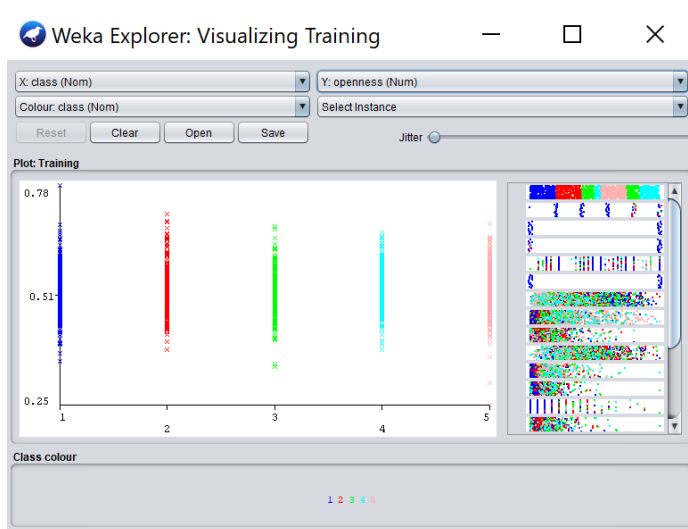 Weka Explorer: Visualizing Training
X: class (Nom) Y: openness (Num)
Colour: class (Nom) Select Instance
Reset Clear Open Save Jitter
Plot: Training
0.78
0.51
0.25
1 2 3 4 5
Class colour
1 2 3 4 5